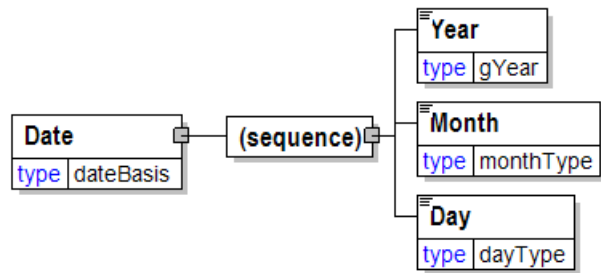 Year
type gYear
Date
type dateBasis
(sequence)
Month
type monthType
Day
type dayType